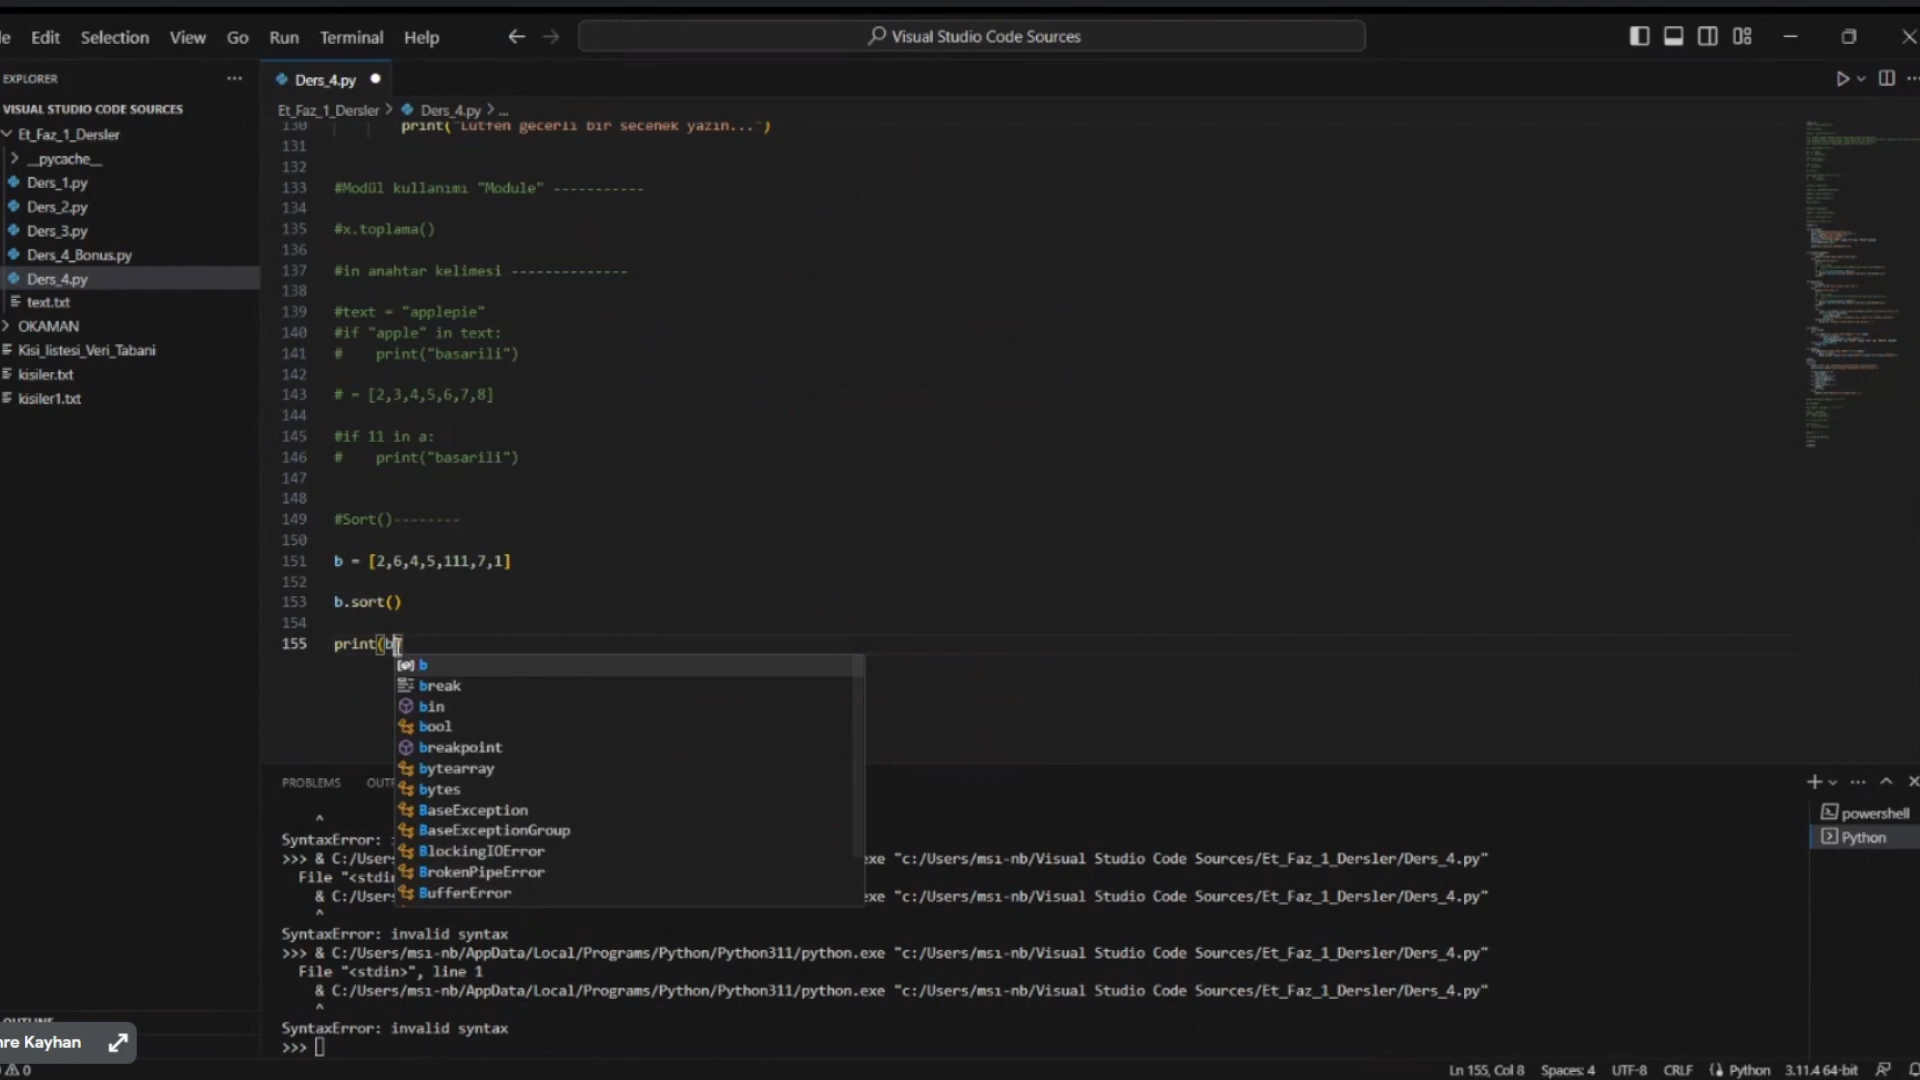 Edit Selection View Go Run Terminal Help
Visual Studio Code Sources
EXPLORER
VISUAL STUDIO CODE SOURCES
Et_Faz_1_Dersler
__pycache__
Ders_1.py
Ders_2.py
Ders_3.py
Ders_4_Bonus.py
Ders_4.py
text.txt
OKAMAN
Kisi_listesi_Veri_Tabani
kisiler.txt
kisiler1.txt
OUTLINE
Ders_4.py
Et_Faz_1_Dersler > Ders_4.py > ...
130 print("Lutfen gecerli bir secenek yazin...")
131
132
133 #Modül kullanımı "Module" -----------
134
135 #x.toplama()
136
137 #in anahtar kelimesi --------------
138
139 #text = "applepie"
140 #if "apple" in text:
141 #    print("basarili")
142
143 # = [2,3,4,5,6,7,8]
144
145 #if 11 in a:
146 #    print("basarili")
147
148
149 #Sort()--------
150
151 b = [2,6,4,5,111,7,1]
152
153 b.sort()
154
155 print(b)
b
break
bin
bool
breakpoint
bytearray
bytes
BaseException
BaseExceptionGroup
BlockingIOError
BrokenPipeError
BufferError
PROBLEMS
^
SyntaxError:
>>> & C:/Users xe "c:/Users/msı-nb/Visual Studio Code Sources/Et_Faz_1_Dersler/Ders_4.py"
File "<stdi
& C:/Users xe "c:/Users/msı-nb/Visual Studio Code Sources/Et_Faz_1_Dersler/Ders_4.py"
^
SyntaxError: invalid syntax
>>> & C:/Users/msı-nb/AppData/Local/Programs/Python/Python311/python.exe "c:/Users/msı-nb/Visual Studio Code Sources/Et_Faz_1_Dersler/Ders_4.py"
File "<stdin>", line 1
& C:/Users/msı-nb/AppData/Local/Programs/Python/Python311/python.exe "c:/Users/msı-nb/Visual Studio Code Sources/Et_Faz_1_Dersler/Ders_4.py"
^
SyntaxError: invalid syntax
>>>
powershell
Python
Kayhan
0
Ln 155, Col 8 Spaces: 4 UTF-8 CRLF Python 3.11.4 64-bit